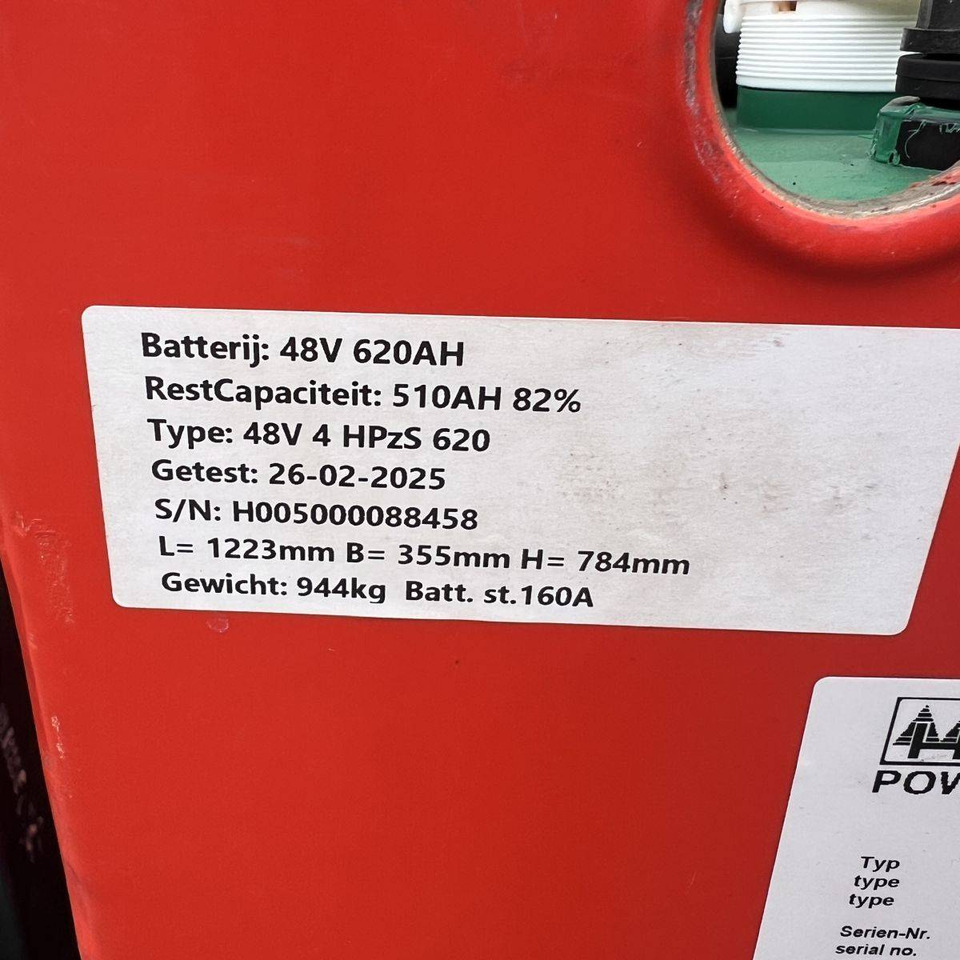 Batterij: 48V 620AH
RestCapaciteit: 510AH 82%
Type: 48V 4 HPzS 620
Getest: 26-02-2025
S/N: H005000088458
L= 1223mm B= 355mm H= 784mm
Gewicht: 944kg Batt. st.160A
Typ
type
type
Serien-Nr.
serial no.